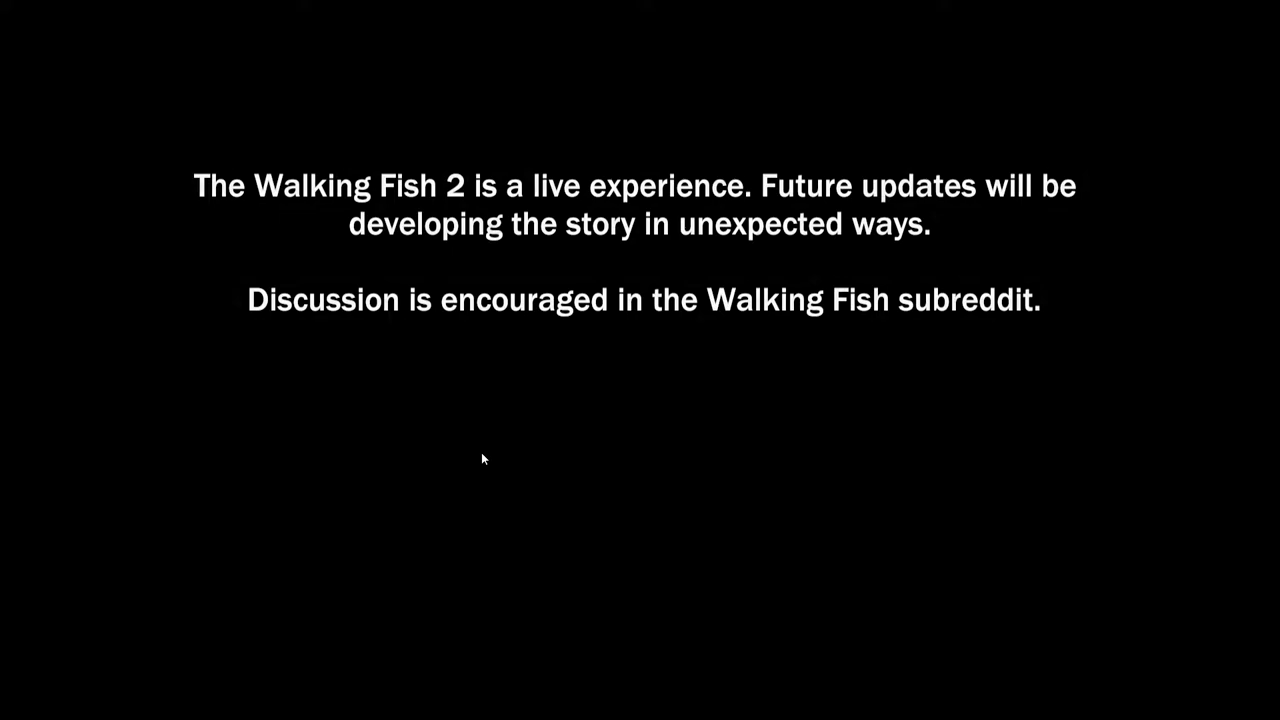 The Walking Fish 2 is a live experience. Future updates will be
developing the story in unexpected ways.
Discussion is encouraged in the Walking Fish subreddit.